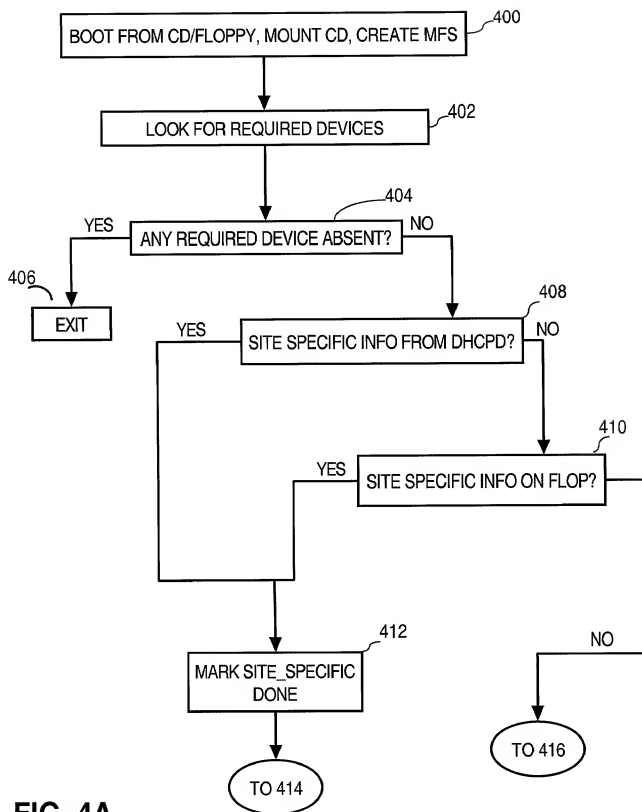 BOOT FROM CD/FLOPPY, MOUNT CD, CREATE MFS
400
LOOK FOR REQUIRED DEVICES
402
404
YES
ANY REQUIRED DEVICE ABSENT?
NO
406
EXIT
408
YES
SITE SPECIFIC INFO FROM DHCPD?
NO
410
YES
SITE SPECIFIC INFO ON FLOP?
412
MARK SITE_SPECIFIC
DONE
NO
TO 414
TO 416
FIG. 4A